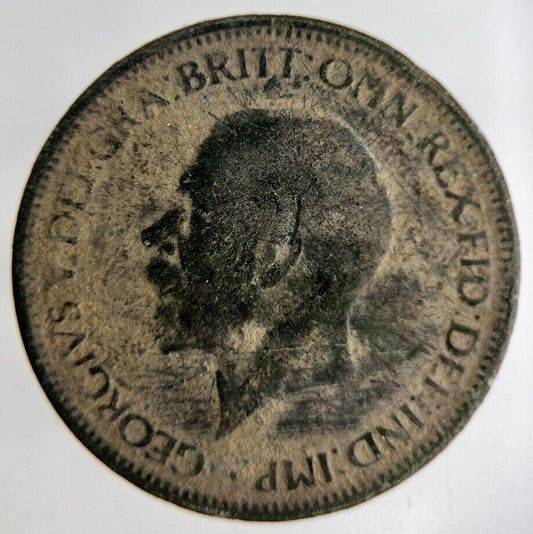 GEORGIVS V DEI GRA: BRITT: OMN: REX FID: DEF: IND: IMP: